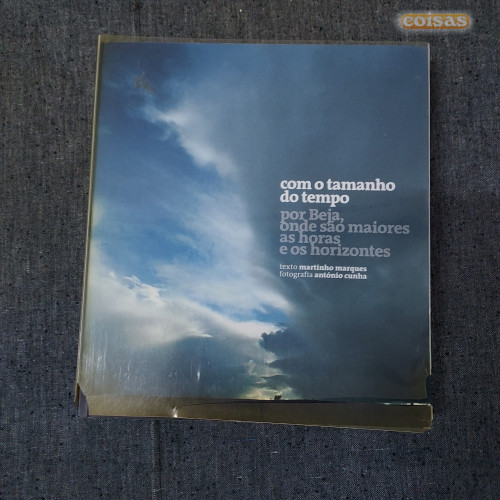 coisas
com o tamanho
do tempo
por Beja,
onde são maiores
as horas
e os horizontes
texto martinho marques
fotografia antónio cunha